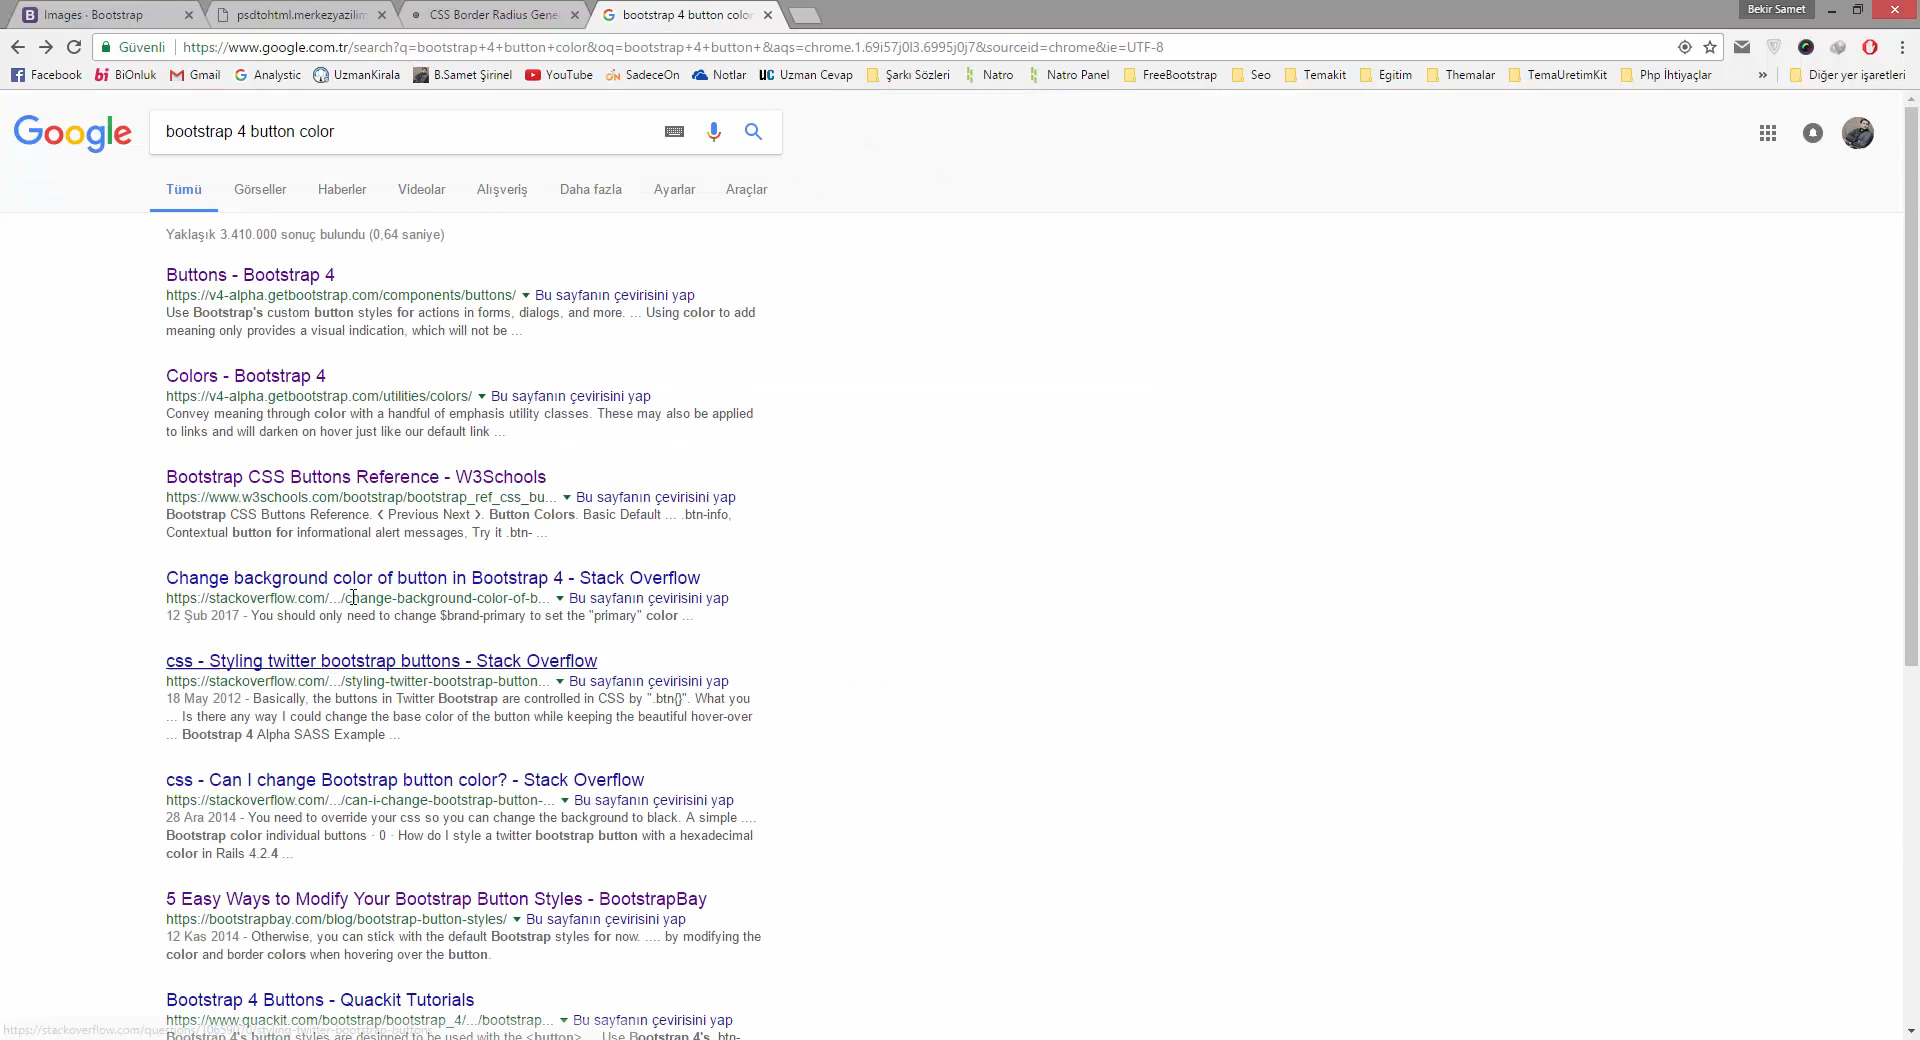 Images · Bootstrap
psdtohtml.merkezyazilim
CSS Border Radius Gene
bootstrap 4 button color
Bekir Samet
Güvenli
https://www.google.com.tr/search?q=bootstrap+4+button+color&oq=bootstrap+4+button+&aqs=chrome.1.69i57j0l3.6995j0j7&sourceid=chrome&ie=UTF-8
Facebook BiOnluk Gmail Analystic UzmanKirala B.Samet Şirinel YouTube SadeceOn Notlar Uzman Cevap Şarkı Sözleri Natro Natro Panel FreeBootstrap Seo Temakit Egitim Themalar TemaUretimKit Php İhtiyaçlar » Diğer yer işaretleri
Google
bootstrap 4 button color
Tümü Görseller Haberler Videolar Alışveriş Daha fazla Ayarlar Araçlar
Yaklaşık 3.410.000 sonuç bulundu (0,64 saniye)
Buttons - Bootstrap 4
https://v4-alpha.getbootstrap.com/components/buttons/ Bu sayfanın çevirisini yap
Use Bootstrap's custom button styles for actions in forms, dialogs, and more. ... Using color to add
meaning only provides a visual indication, which will not be ...
Colors - Bootstrap 4
https://v4-alpha.getbootstrap.com/utilities/colors/ Bu sayfanın çevirisini yap
Convey meaning through color with a handful of emphasis utility classes. These may also be applied
to links and will darken on hover just like our default link ...
Bootstrap CSS Buttons Reference - W3Schools
https://www.w3schools.com/bootstrap/bootstrap_ref_css_bu... Bu sayfanın çevirisini yap
Bootstrap CSS Buttons Reference. ❮ Previous Next ❯. Button Colors. Basic Default ... .btn-info,
Contextual button for informational alert messages, Try it .btn- ...
Change background color of button in Bootstrap 4 - Stack Overflow
https://stackoverflow.com/.../change-background-color-of-b... Bu sayfanın çevirisini yap
12 Şub 2017 - You should only need to change $brand-primary to set the "primary" color ...
css - Styling twitter bootstrap buttons - Stack Overflow
https://stackoverflow.com/.../styling-twitter-bootstrap-button... Bu sayfanın çevirisini yap
18 May 2012 - Basically, the buttons in Twitter Bootstrap are controlled in CSS by ".btn{}". What you
... Is there any way I could change the base color of the button while keeping the beautiful hover-over
... Bootstrap 4 Alpha SASS Example ...
css - Can I change Bootstrap button color? - Stack Overflow
https://stackoverflow.com/.../can-i-change-bootstrap-button-... Bu sayfanın çevirisini yap
28 Ara 2014 - You need to override your css so you can change the background to black. A simple ....
Bootstrap color individual buttons · 0 · How do I style a twitter bootstrap button with a hexadecimal
color in Rails 4.2.4 ...
5 Easy Ways to Modify Your Bootstrap Button Styles - BootstrapBay
https://bootstrapbay.com/blog/bootstrap-button-styles/ Bu sayfanın çevirisini yap
12 Kas 2014 - Otherwise, you can stick with the default Bootstrap styles for now. .... by modifying the
color and border colors when hovering over the button.
Bootstrap 4 Buttons - Quackit Tutorials
https://www.quackit.com/bootstrap/bootstrap_4/.../bootstrap... Bu sayfanın çevirisini yap
Bootstrap 4's button styles are designed to be used with the <button> ... Use Bootstrap 4's .btn-